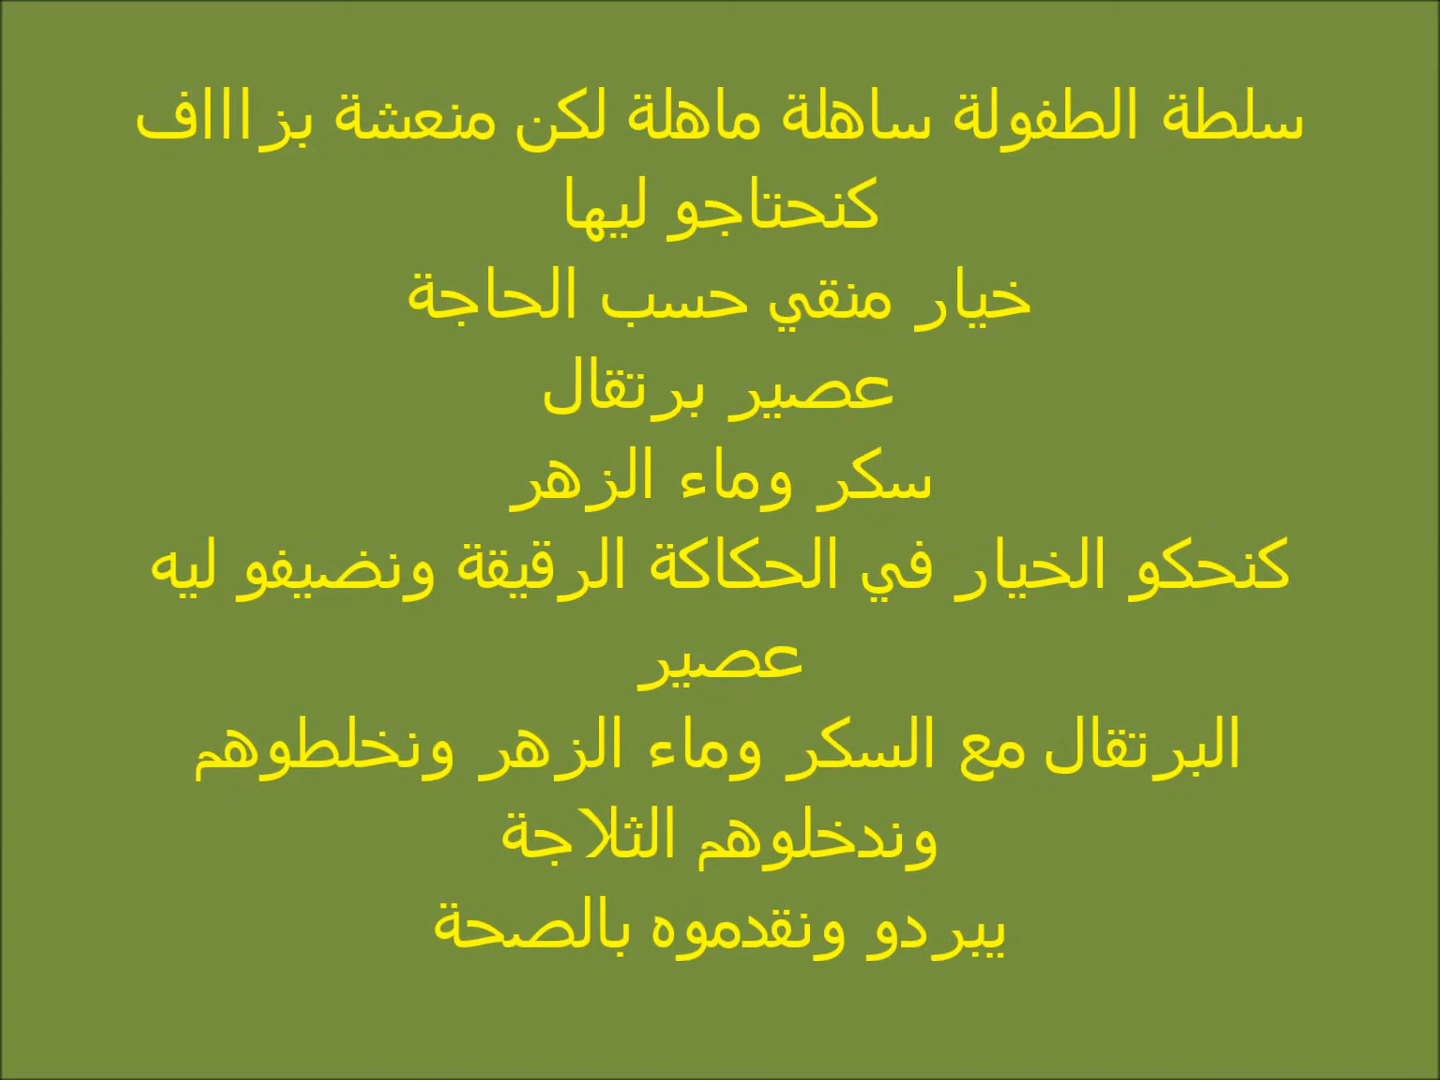 سلطة الطفولة ساهلة ماهلة لكن منعشة بزاااف
كنحتاجو ليها
خيار منقي حسب الحاجة
عصير برتقال
سكر وماء الزهر
كنحكو الخيار في الحكاكة الرقيقة ونضيفو ليه
عصير
البرتقال مع السكر وماء الزهر ونخلطوهم
وندخلوهم الثلاجة
يبردو ونقدموه بالصحة